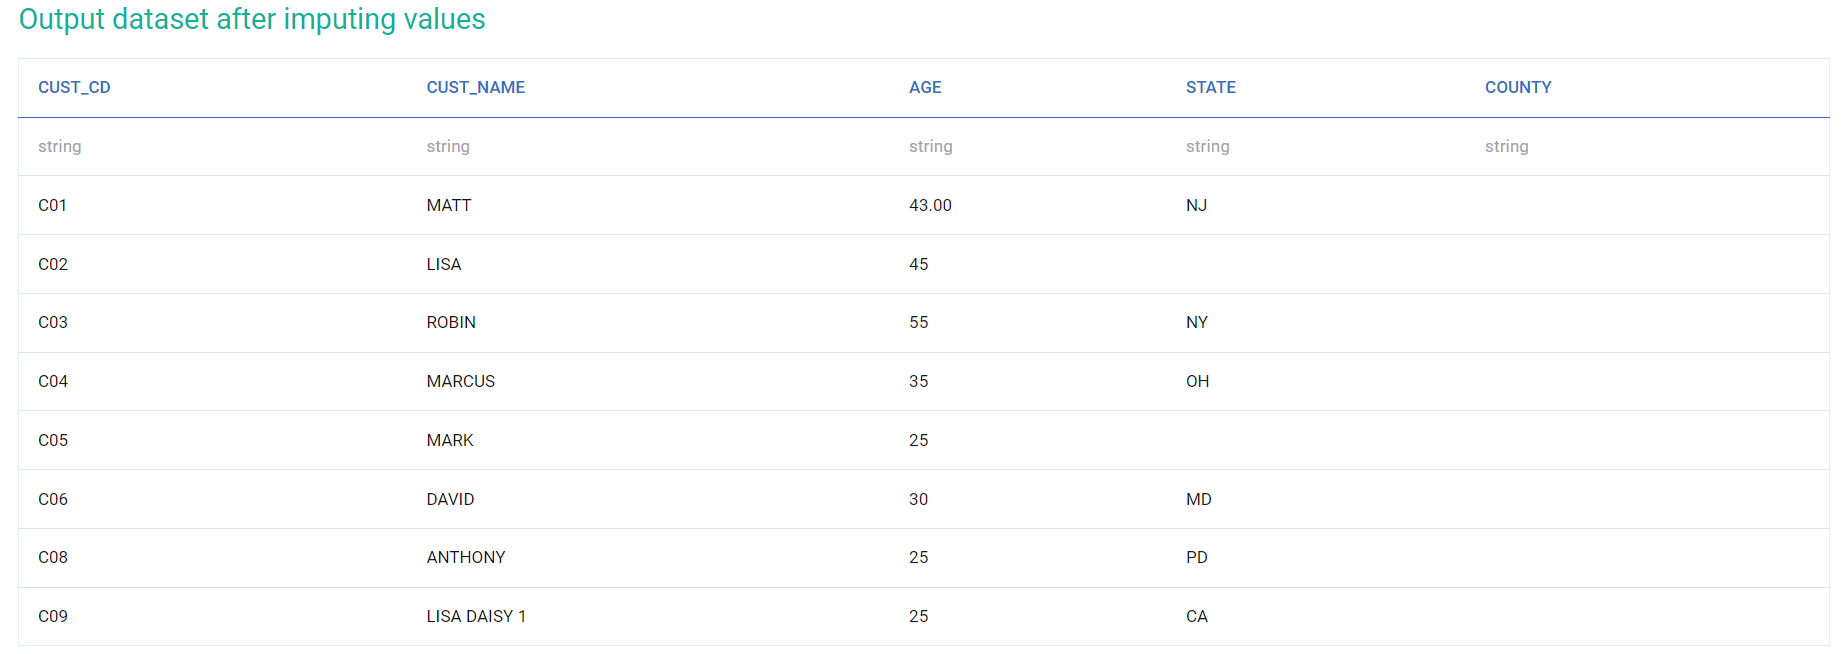 Output dataset after imputing values
CUST_CD CUST_NAME AGE STATE COUNTY
string string string string string
C01 MATT 43.00 NJ
C02 LISA 45
C03 ROBIN 55 NY
C04 MARCUS 35 OH
C05 MARK 25
C06 DAVID 30 MD
C08 ANTHONY 25 PD
C09 LISA DAISY 1 25 CA